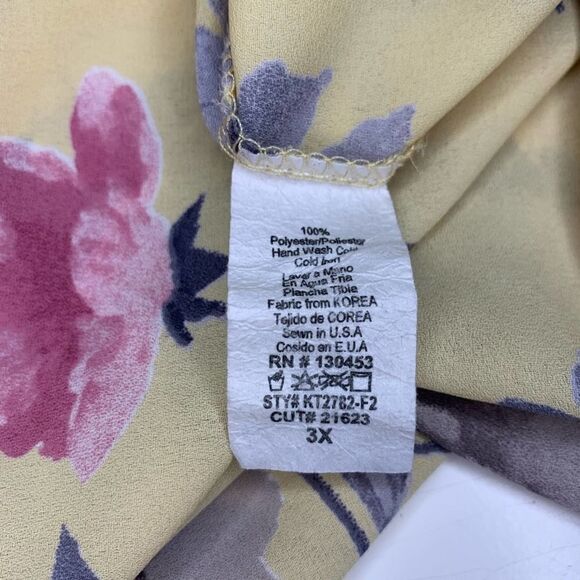 100%
Polyester/Poliester
Hand Wash Cold
Cold Iron
Lavar a Mano
En Agua Fria
Plancha Tibie
Fabric from KOREA
Tejido de COREA
Sewn in U.S.A
Cosido en E.U.A
RN # 130453
STY# KT2782-F2
CUT# 21623
3X